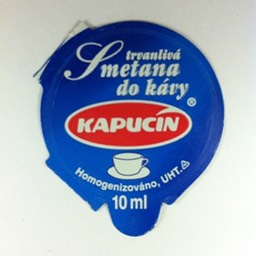 trvanlivá
Smetana
do kávy
KAPUCÍN ®
Homogenizováno, UHT.
10 ml